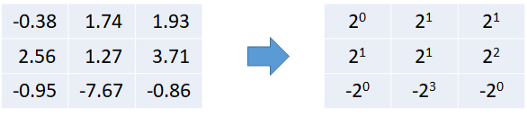 -0.38 1.74 1.93 2⁰ 2¹ 2¹
2.56 1.27 3.71 2¹ 2¹ 2²
-0.95 -7.67 -0.86 -2⁰ -2³ -2⁰